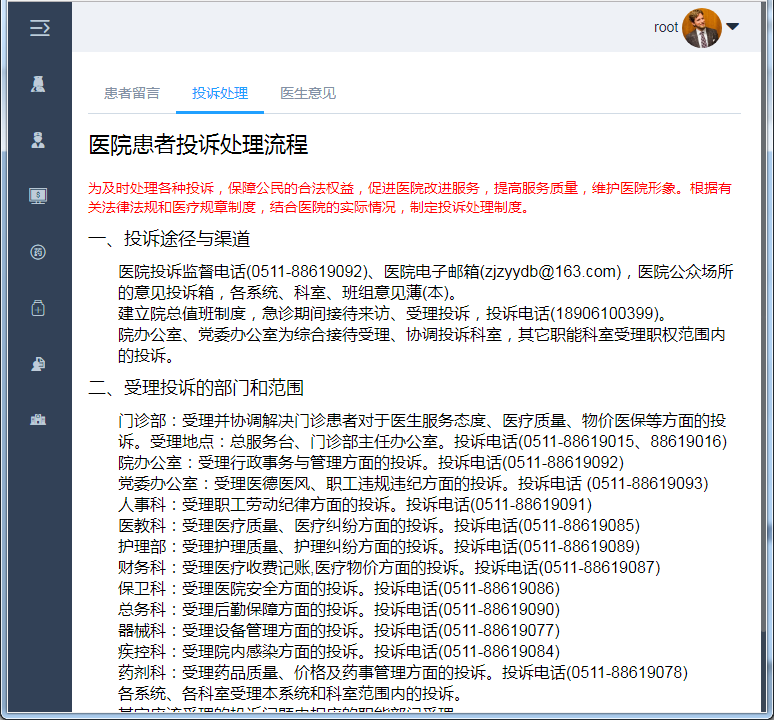 root
患者留言 投诉处理 医生意见
医院患者投诉处理流程
为及时处理各种投诉，保障公民的合法权益，促进医院改进服务，提高服务质量，维护医院形象。根据有
关法律法规和医疗规章制度，结合医院的实际情况，制定投诉处理制度。
一、投诉途径与渠道
医院投诉监督电话(0511-88619092)、医院电子邮箱(zjzyydb@163.com)，医院公众场所
的意见投诉箱，各系统、科室、班组意见薄(本)。
建立院总值班制度，急诊期间接待来访、受理投诉，投诉电话(18906100399)。
院办公室、党委办公室为综合接待受理、协调投诉科室，其它职能科室受理职权范围内
的投诉。
二、受理投诉的部门和范围
门诊部：受理并协调解决门诊患者对于医生服务态度、医疗质量、物价医保等方面的投
诉。受理地点：总服务台、门诊部主任办公室。投诉电话(0511-88619015、88619016)
院办公室：受理行政事务与管理方面的投诉。投诉电话(0511-88619092)
党委办公室：受理医德医风、职工违规违纪方面的投诉。投诉电话 (0511-88619093)
人事科：受理职工劳动纪律方面的投诉。投诉电话(0511-88619091)
医教科：受理医疗质量、医疗纠纷方面的投诉。投诉电话(0511-88619085)
护理部：受理护理质量、护理纠纷方面的投诉。投诉电话(0511-88619089)
财务科：受理医疗收费记账,医疗物价方面的投诉。投诉电话(0511-88619087)
保卫科：受理医院安全方面的投诉。投诉电话(0511-88619086)
总务科：受理后勤保障方面的投诉。投诉电话(0511-88619090)
器械科：受理设备管理方面的投诉。投诉电话(0511-88619077)
疾控科：受理院内感染方面的投诉。投诉电话(0511-88619084)
药剂科：受理药品质量、价格及药事管理方面的投诉。投诉电话(0511-88619078)
各系统、各科室受理本系统和科室范围内的投诉。